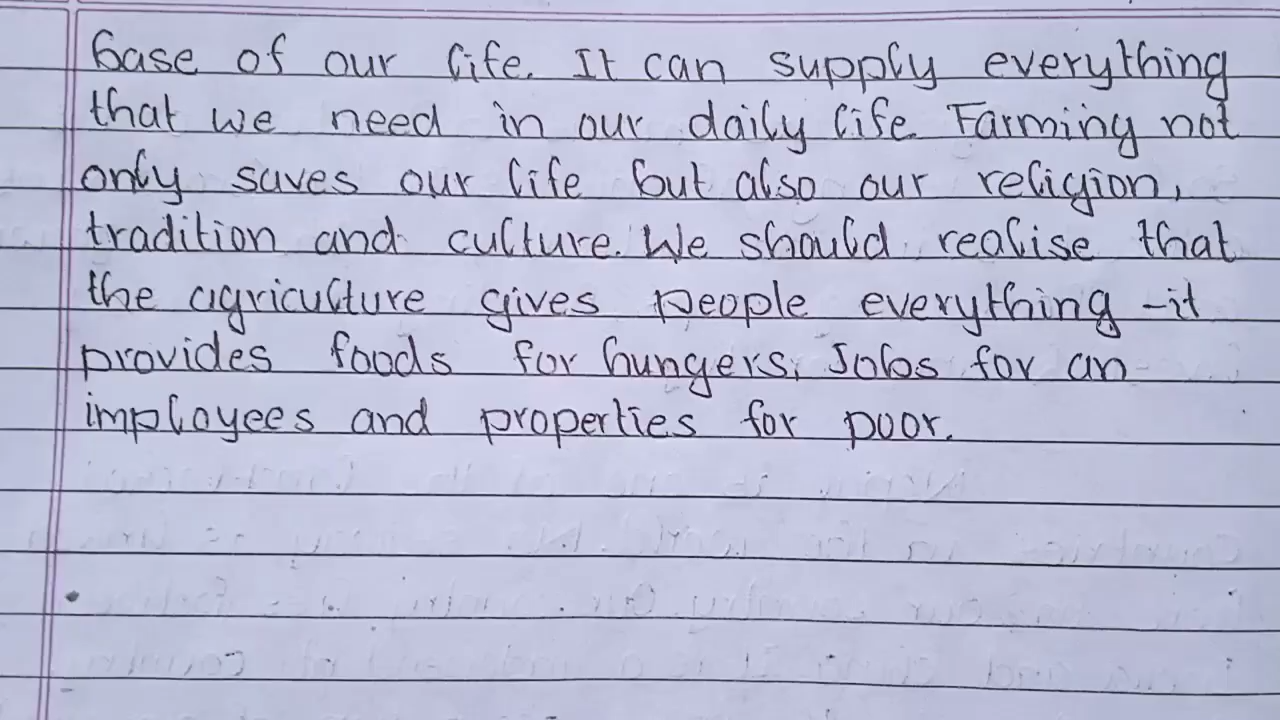 base of our life. It can supply everything
that we need in our daily life. Farming not
only saves our life but also our religion,
tradition and culture. We should realise that
the agriculture gives people everything -it
provides foods for hungers, Jobs for an
imployees and properties for poor.